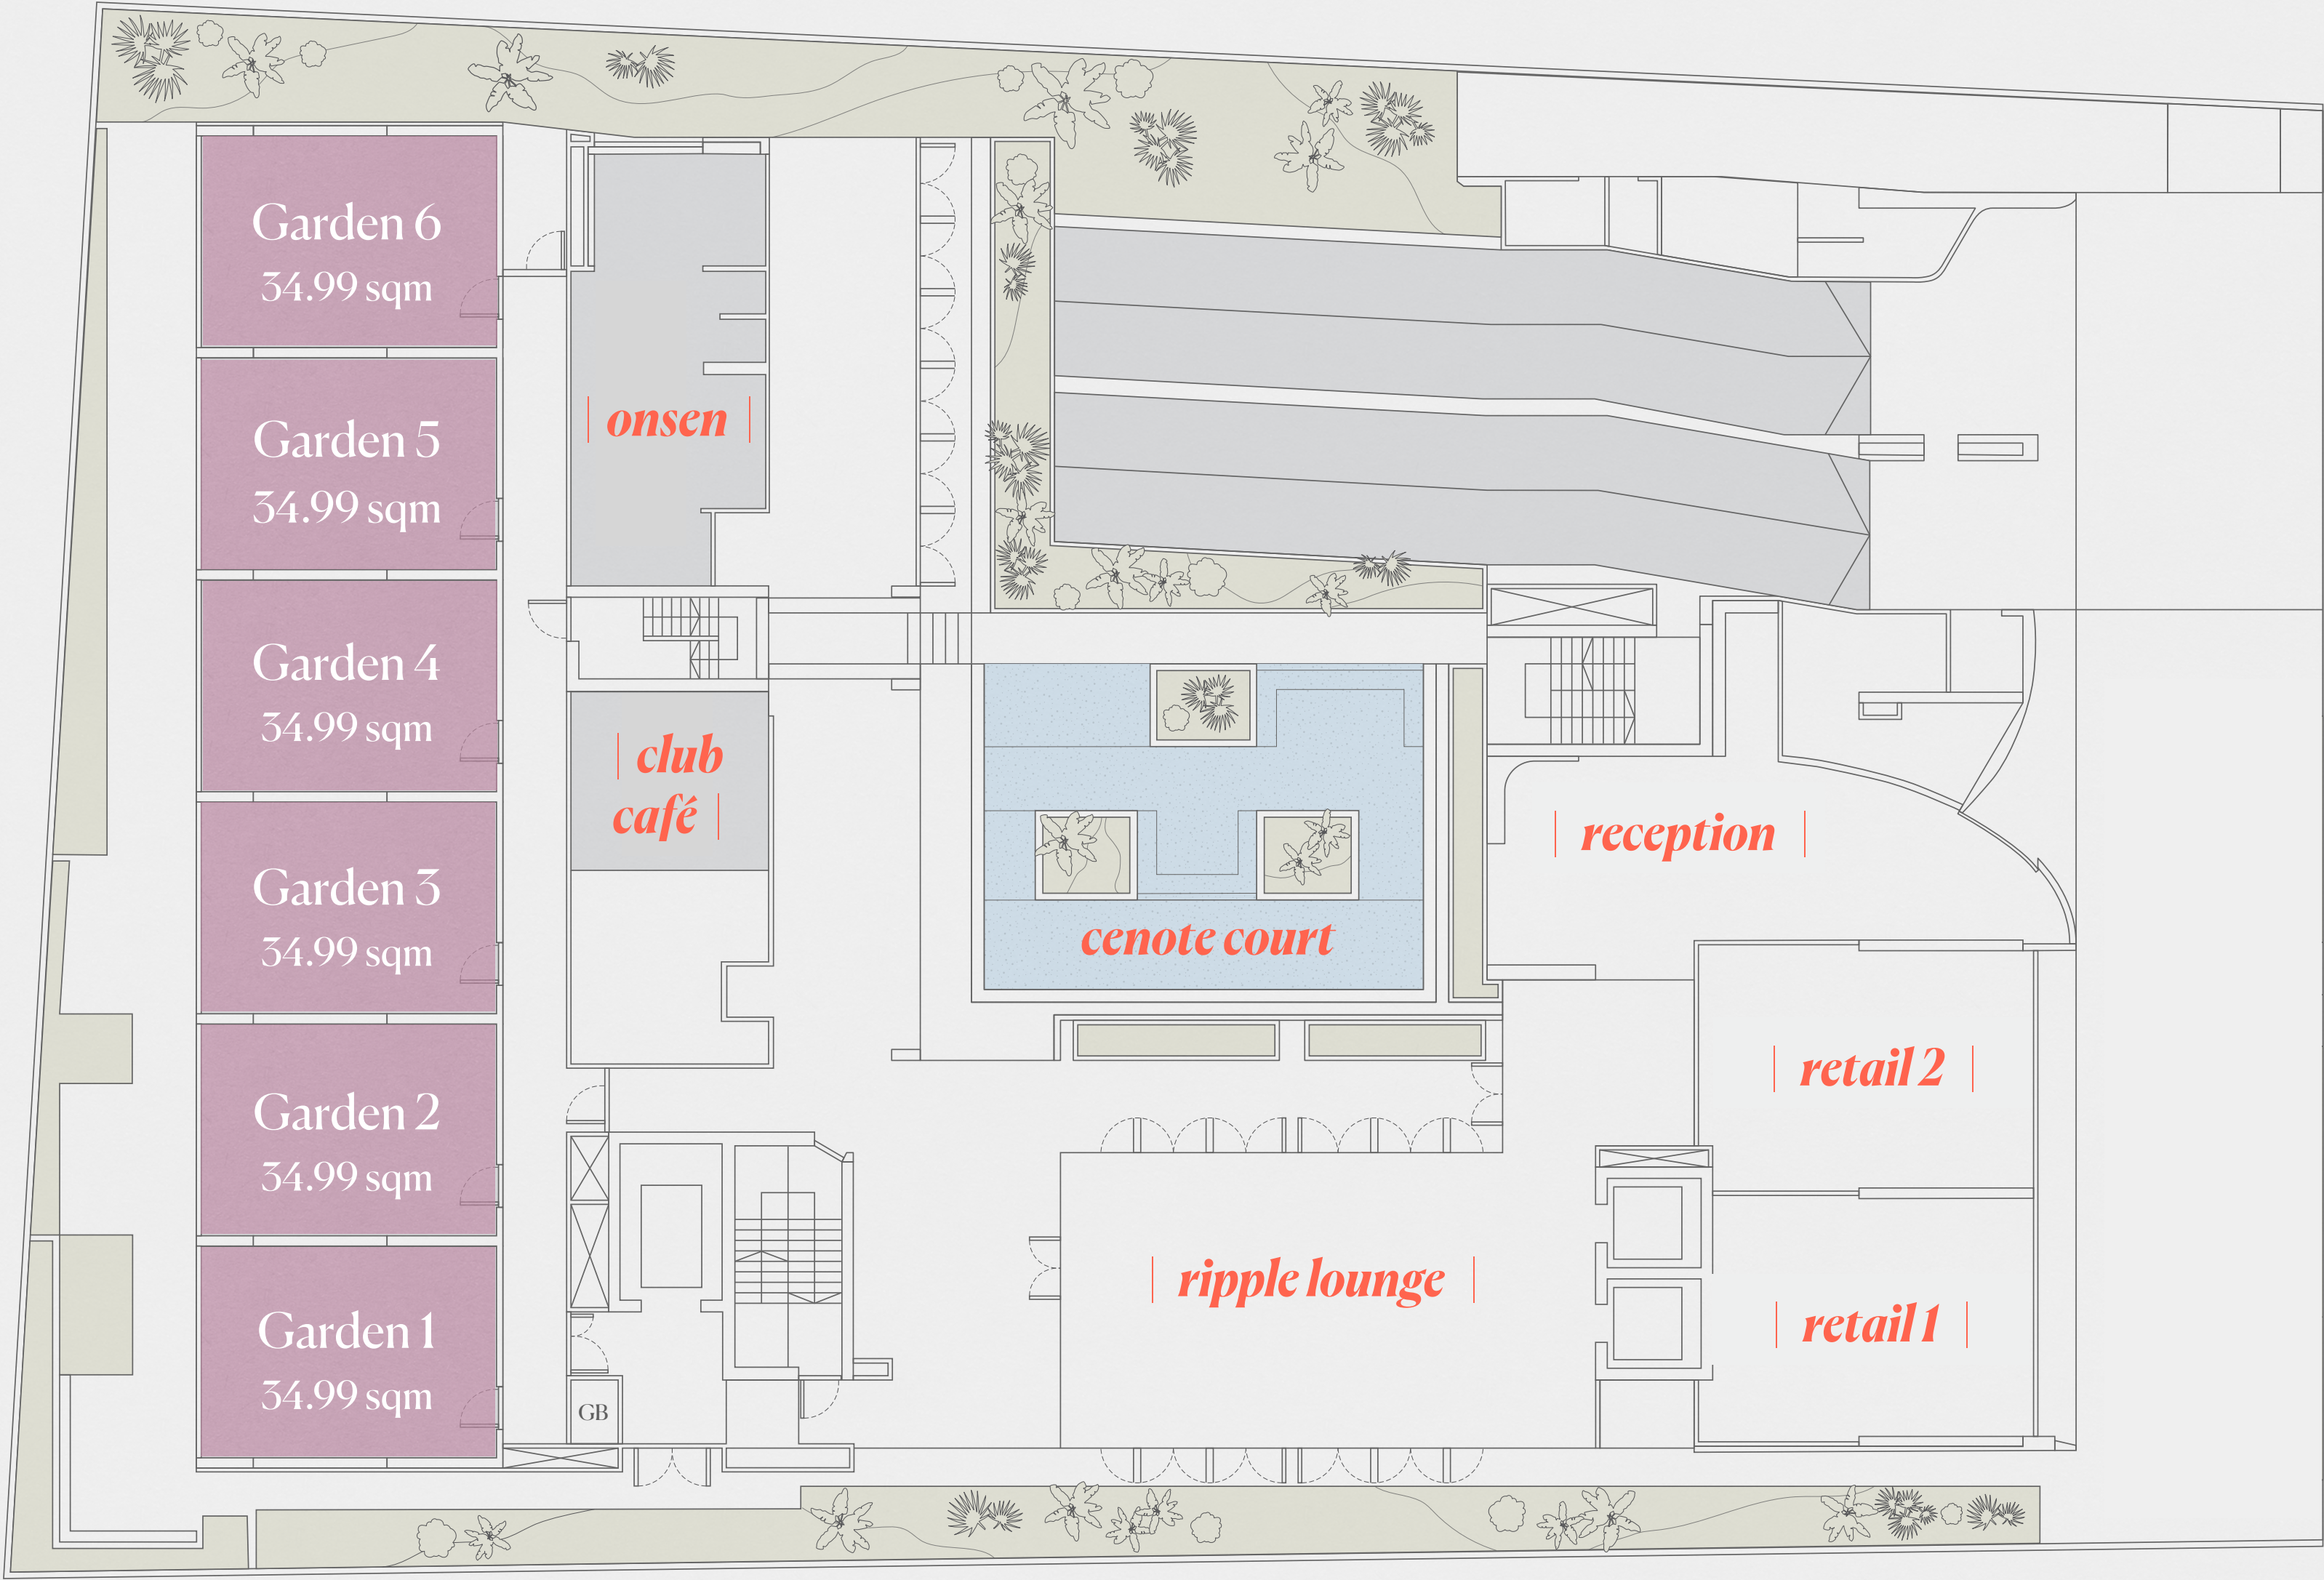 Garden 6
34.99 sqm
Garden 5
34.99 sqm
Garden 4
34.99 sqm
Garden 3
34.99 sqm
Garden 2
34.99 sqm
Garden 1
34.99 sqm
onsen
club
café
GB
cenote court
reception
ripple lounge
retail 2
retail 1